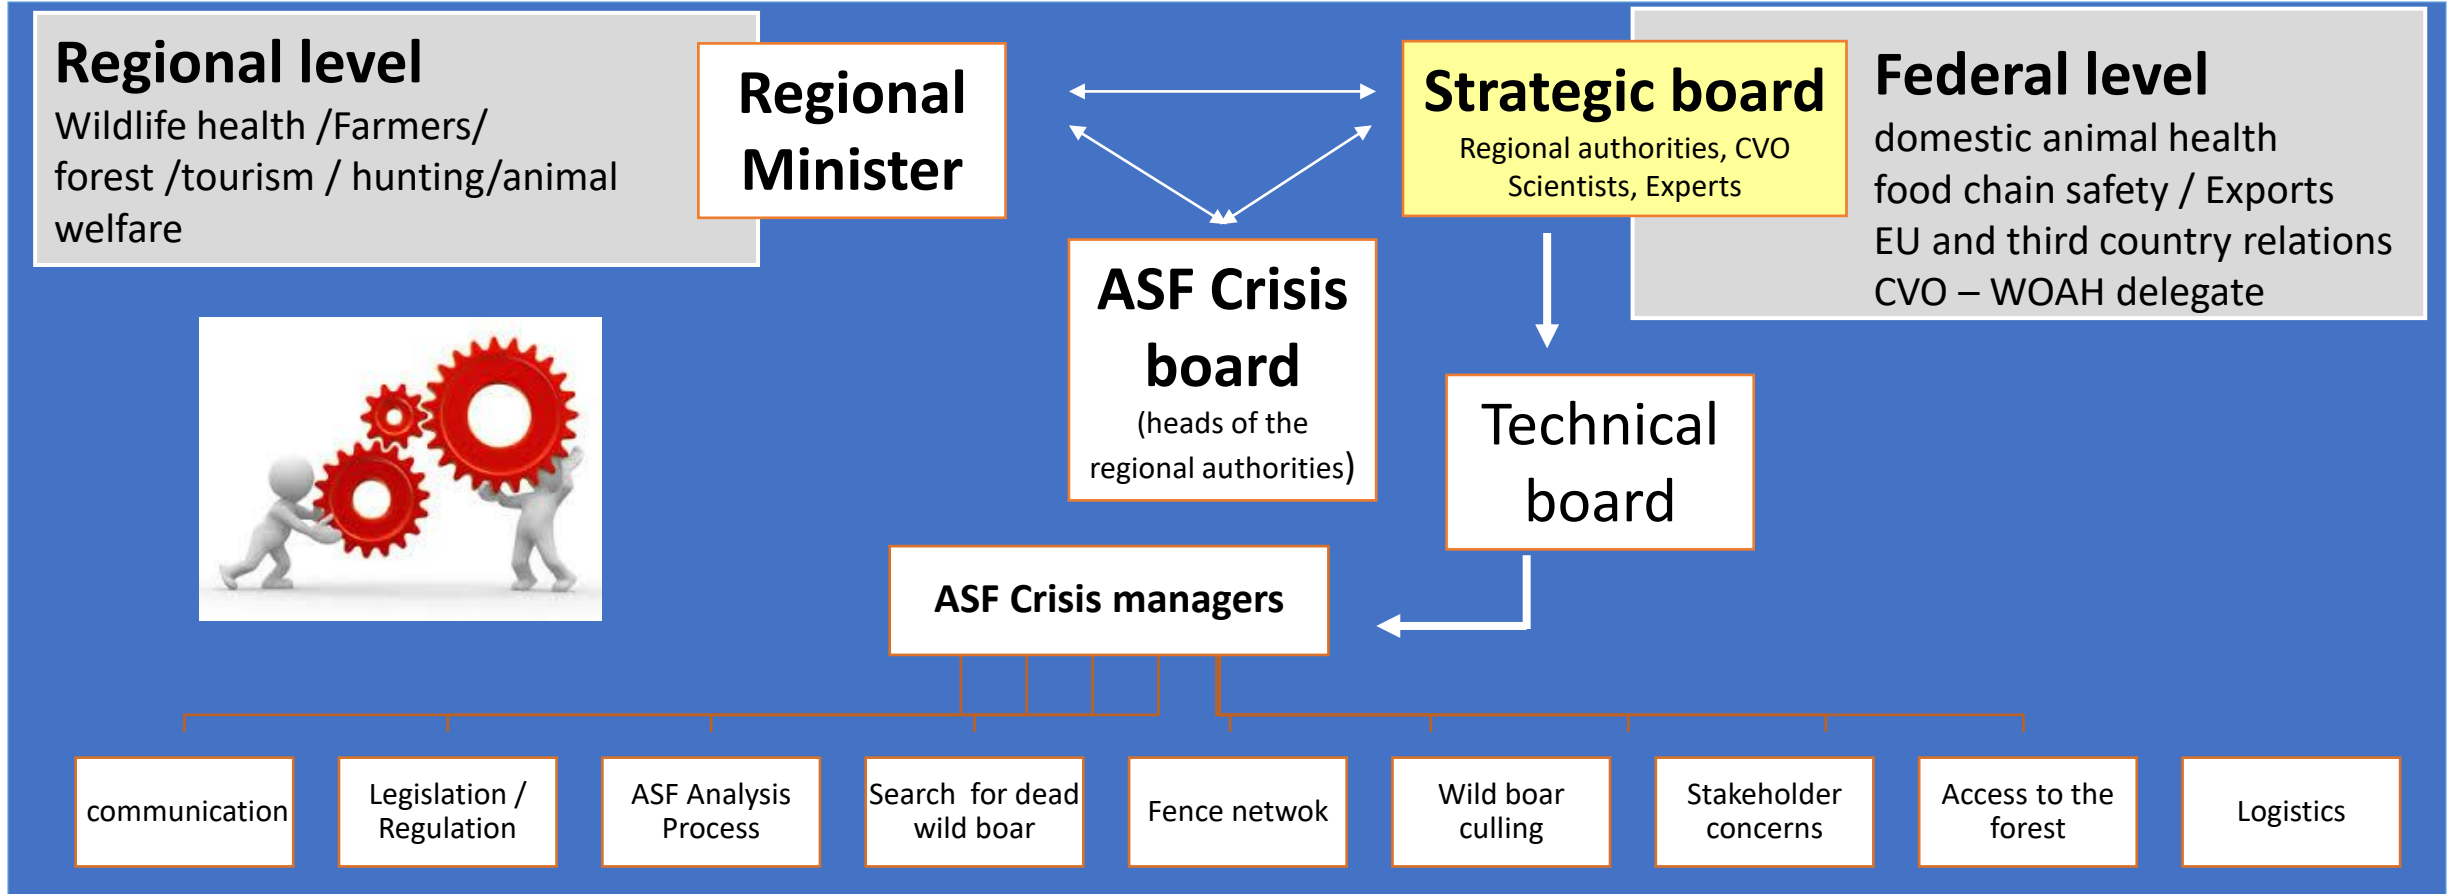 Regional level
Wildlife health /Farmers/
forest /tourism / hunting/animal
welfare
Regional
Minister
Strategic board
Regional authorities, CVO
Scientists, Experts
Federal level
domestic animal health
food chain safety / Exports
EU and third country relations
CVO – WOAH delegate
ASF Crisis
board
(heads of the
regional authorities)
Technical
board
ASF Crisis managers
communication
Legislation /
Regulation
ASF Analysis
Process
Search for dead
wild boar
Fence netwok
Wild boar
culling
Stakeholder
concerns
Access to the
forest
Logistics